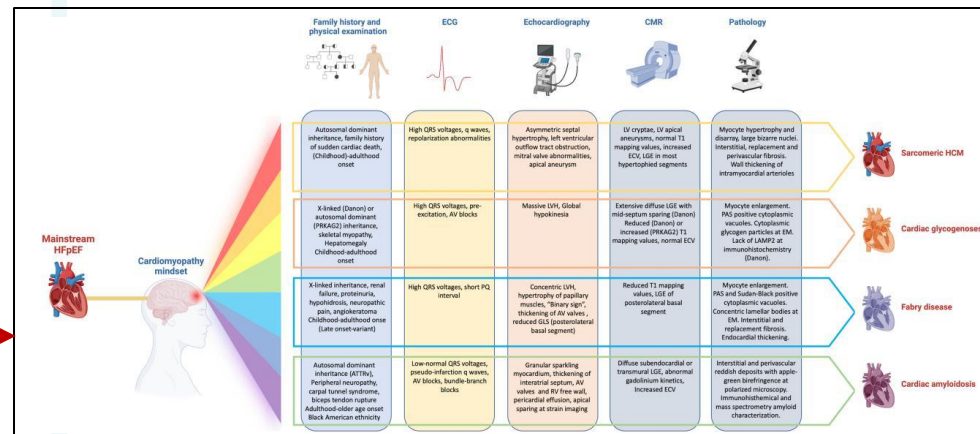 Family history and
physical examination
ECG
Echocardiography
CMR
Pathology
Mainstream
HFpEF
Cardiomyopathy
mindset
Autosomal dominant
inheritance, family history
of sudden cardiac death,
(Childhood)-adulthood
onset
High QRS voltages, q waves,
repolarization abnormalities
Asymmetric septal
hypertrophy, left ventricular
outflow tract obstruction,
mitral valve abnormalities,
apical aneurysm
LV cryptae, LV apical
aneurysms, normal T1
mapping values, increased
ECV, LGE in most
hypertophied segments
Myocyte hypertrophy and
disarray, large bizarre nuclei.
Interstitial, replacement and
perivascular fibrosis.
Wall thickening of
intramyocardial arterioles
Sarcomeric HCM
X-linked (Danon) or
autosomal dominant
(PRKAG2) inheritance,
skeletal myopathy,
Hepatomegaly
Childhood-adulthood
onset
High QRS voltages, pre-
excitation, AV blocks
Massive LVH, Global
hypokinesia
Extensive diffuse LGE with
mid-septum sparing (Danon)
Reduced (Danon) or
increased (PRKAG2) T1
mapping values, normal ECV
Myocyte enlargement.
PAS positive cytoplasmic
vacuoles. Cytoplasmic
glycogen particles at EM.
Lack of LAMP2 at
immunohistochemistry
(Danon).
Cardiac glycogenoses
X-linked inheritance, renal
failure, proteinuria,
hypohidrosis, neuropathic
pain, angiokeratoma
Childhood-adulthood onse
(Late onset-variant)
High QRS voltages, short PQ
interval
Concentric LVH,
hypertrophy of papillary
muscles, "Binary sign",
thickening of AV valves ,
reduced GLS (posterolateral
basal segment)
Reduced T1 mapping
values, LGE of
posterolateral basal
segment
Myocyte enlargement.
PAS and Sudan-Black positive
cytoplasmic vacuoles.
Concentric lamellar bodies at
EM. Interstitial and
replacement fibrosis.
Endocardial thickening.
Fabry disease
Autosomal dominant
inheritance (ATTRv),
Peripheral neuropathy,
carpal tunnel syndrome,
biceps tendon rupture
Adulthood-older age onset
Black American ethnicity
Low-normal QRS voltages,
pseudo-infarction q waves,
AV blocks, bundle-branch
blocks
Granular sparkling
myocardium, thickening of
interatrial septum, AV
valves and RV free wall,
pericardial effusion, apical
sparing at strain imaging
Diffuse subendocardial or
transmural LGE, abnormal
gadolinium kinetics,
Increased ECV
Interstitial and perivascular
reddish deposits with apple-
green birefringence at
polarized microscopy.
Immunohisthemical and
mass spectrometry amyloid
characterization.
Cardiac amyloidosis